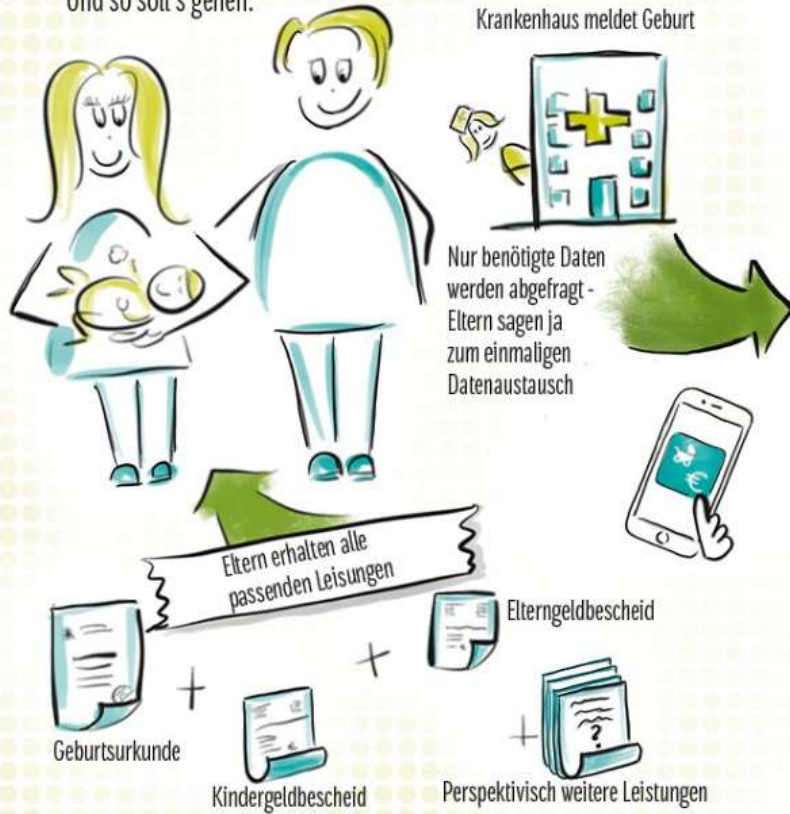 Und so soll's gehen:
Krankenhaus meldet Geburt
Nur benötigte Daten
werden abgefragt -
Eltern sagen ja
zum einmaligen
Datenaustausch
€
Eltern erhalten alle
passenden Leisungen
Elterngeldbescheid
Geburtsurkunde
Kindergeldbescheid
?
Perspektivisch weitere Leistungen